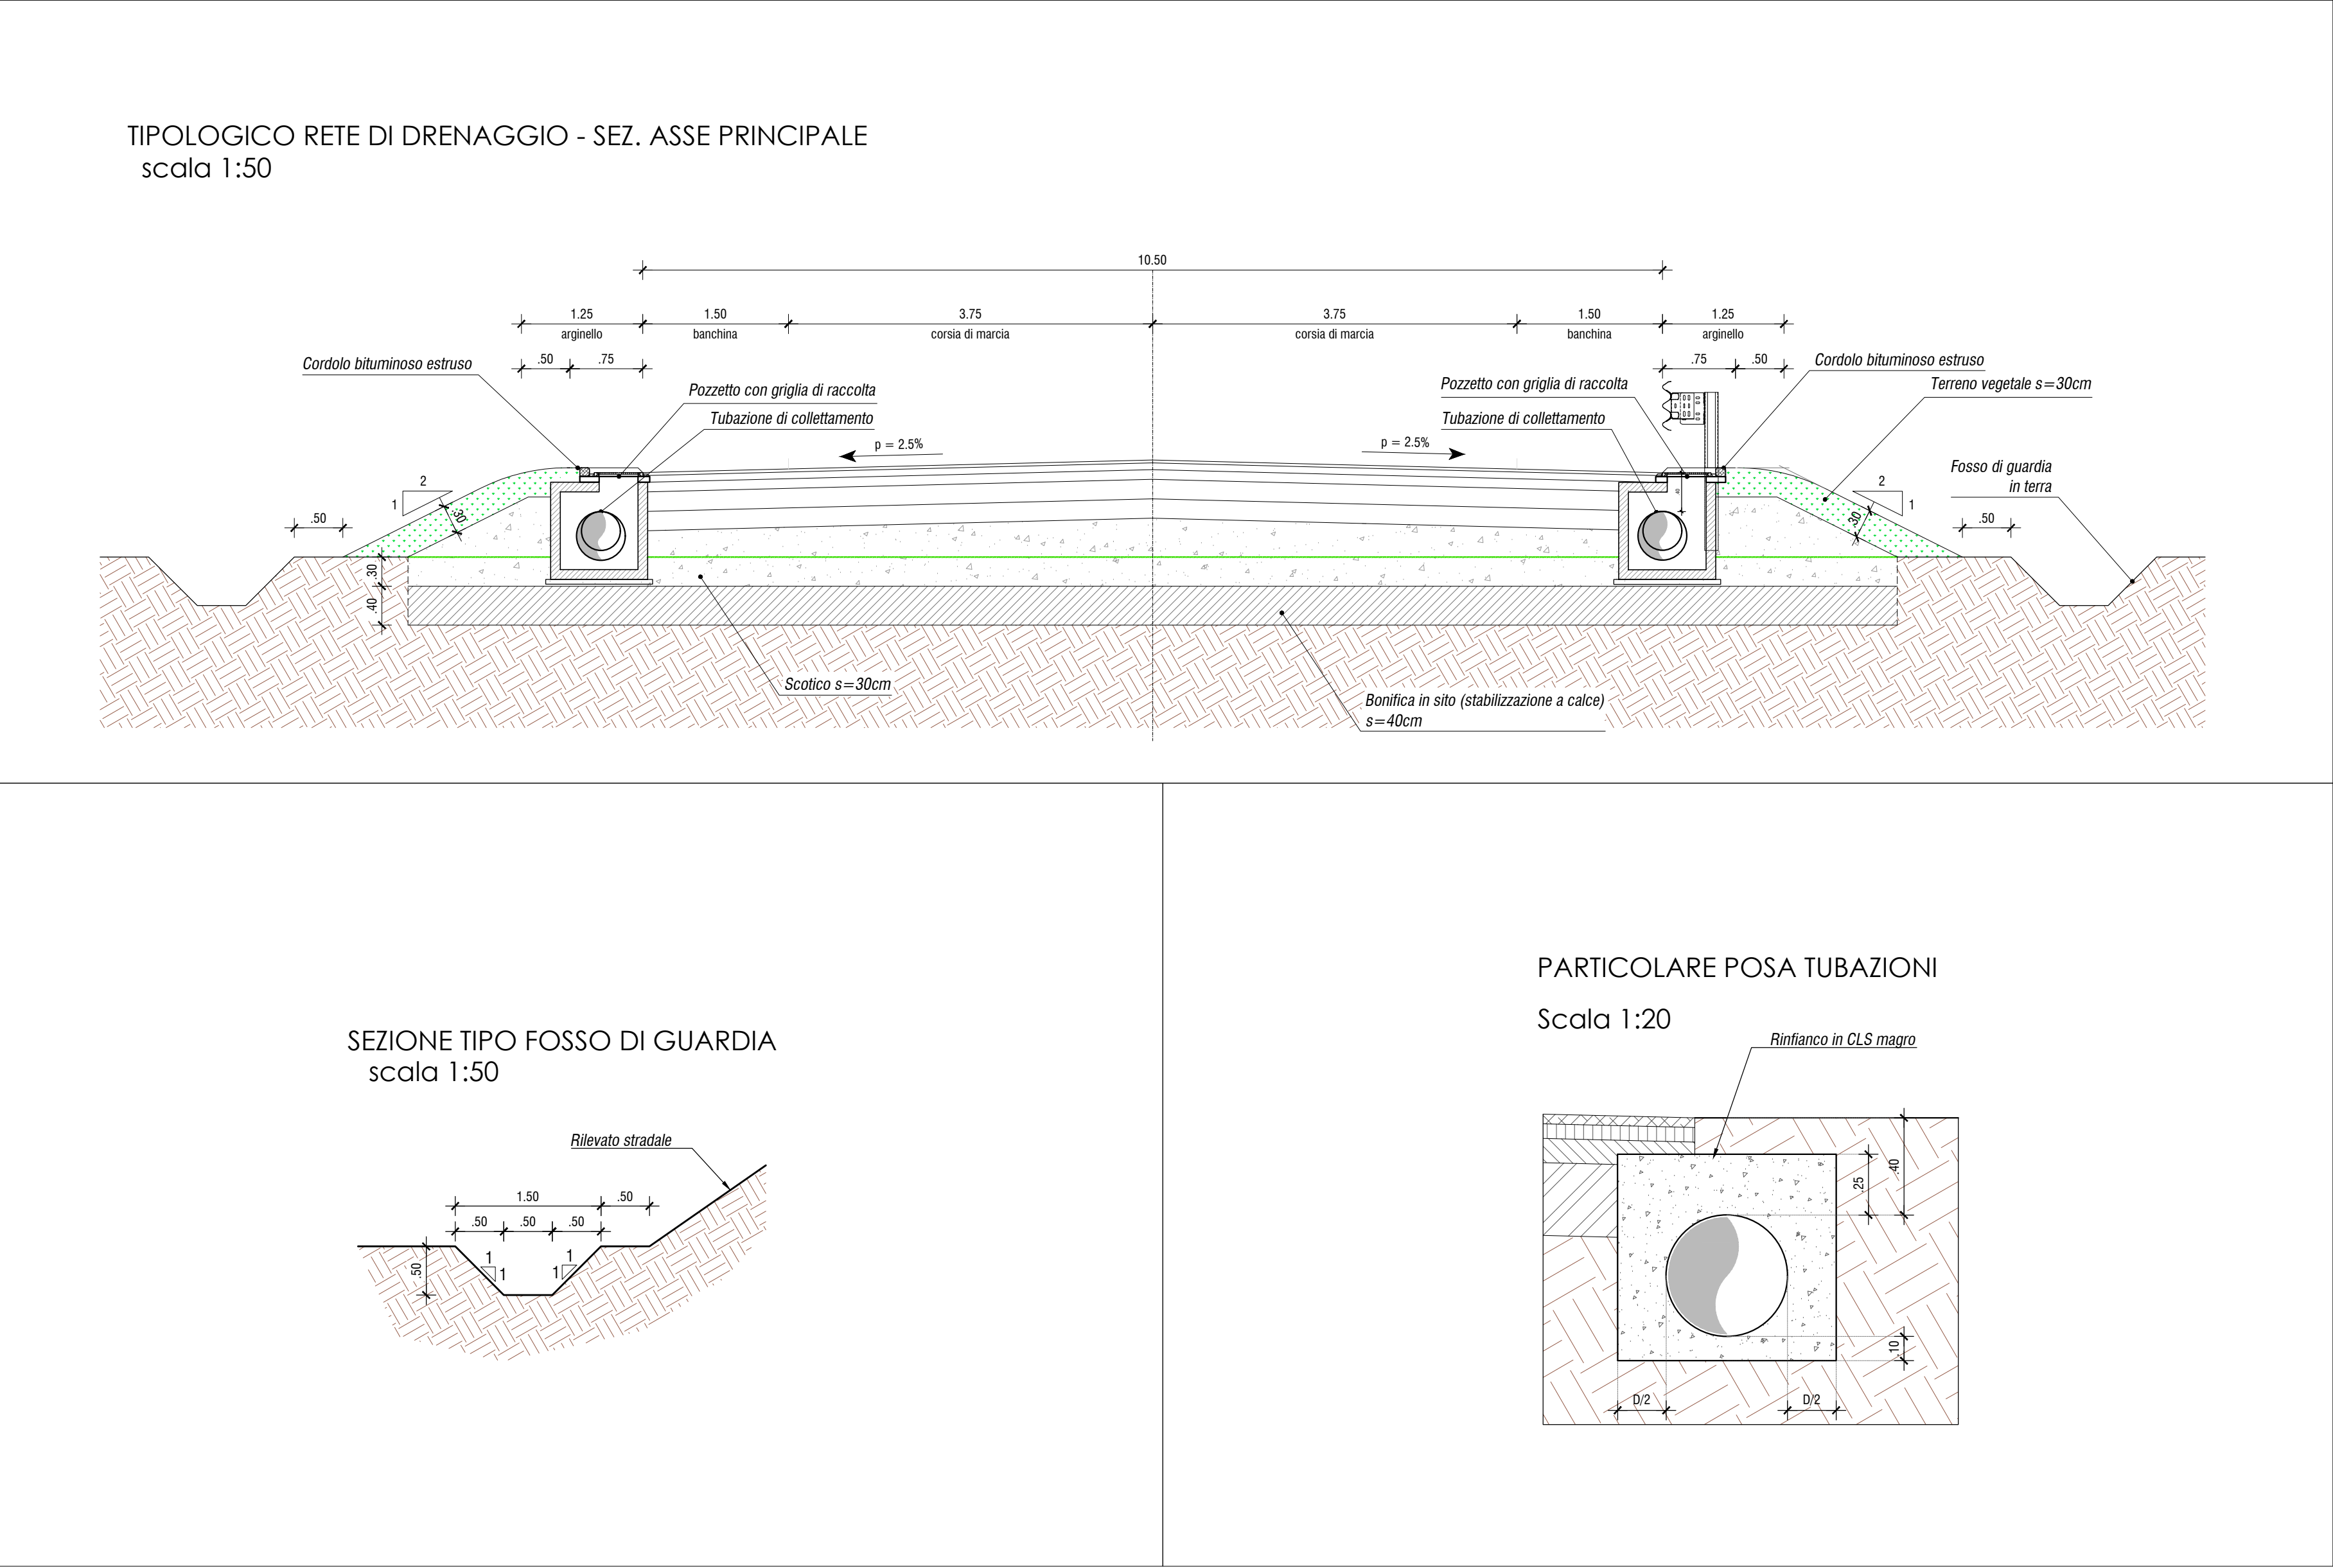 TIPOLOGICO RETE DI DRENAGGIO - SEZ. ASSE PRINCIPALE
scala 1:50
10.50
1.25
1.50
3.75
3.75
1.50
1.25
arginello
banchina
corsia di marcia
corsia di marcia
banchina
arginello
.50
.75
.75
.50
Cordolo bituminoso estruso
Cordolo bituminoso estruso
Pozzetto con griglia di raccolta
Pozzetto con griglia di raccolta
Terreno vegetale s=30cm
Tubazione di collettamento
Tubazione di collettamento
p = 2.5%
p = 2.5%
Fosso di guardia
in terra
2
1
2
1
.30
.30
.40
.50
.50
.30
.40
Scotico s=30cm
Bonifica in sito (stabilizzazione a calce)
s=40cm
SEZIONE TIPO FOSSO DI GUARDIA
scala 1:50
Rilevato stradale
1.50
.50
.50
.50
.50
.50
1
1
1
1
PARTICOLARE POSA TUBAZIONI
Scala 1:20
Rinfianco in CLS magro
.40
.25
.10
D/2
D/2